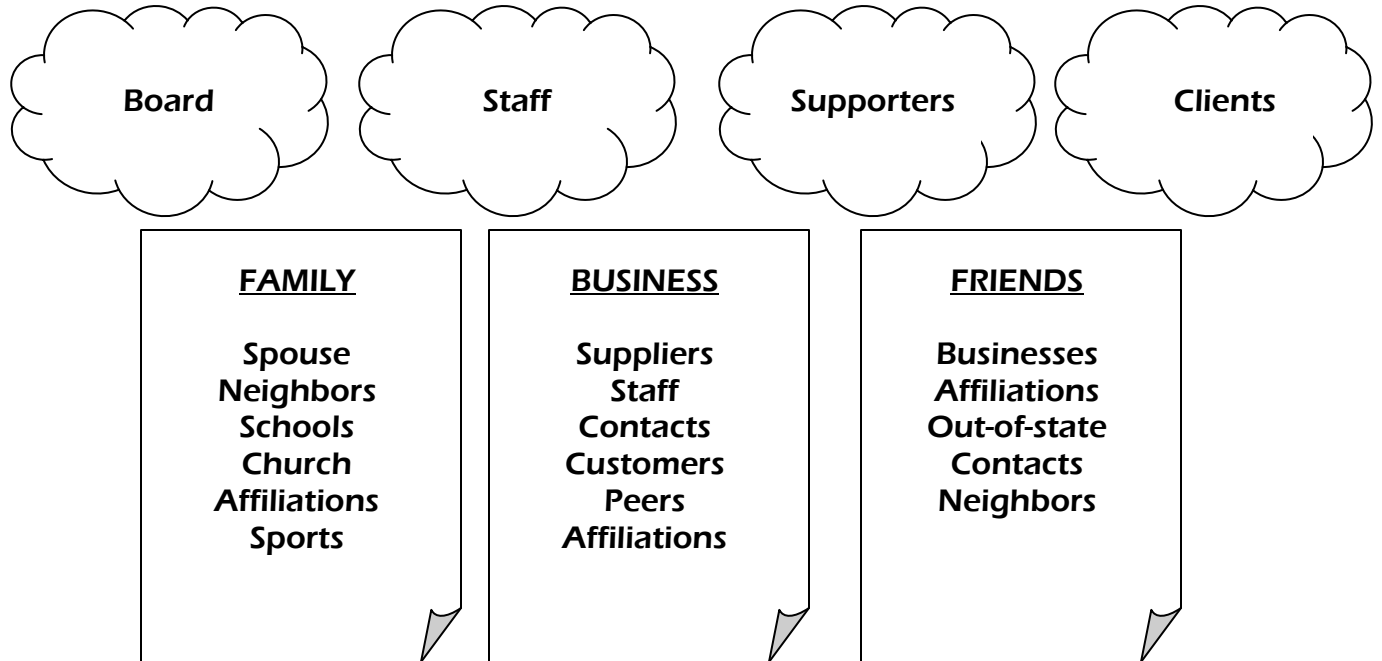 Board
Staff
Supporters
Clients
FAMILY
Spouse
Neighbors
Schools
Church
Affiliations
Sports
BUSINESS
Suppliers
Staff
Contacts
Customers
Peers
Affiliations
FRIENDS
Businesses
Affiliations
Out-of-state
Contacts
Neighbors